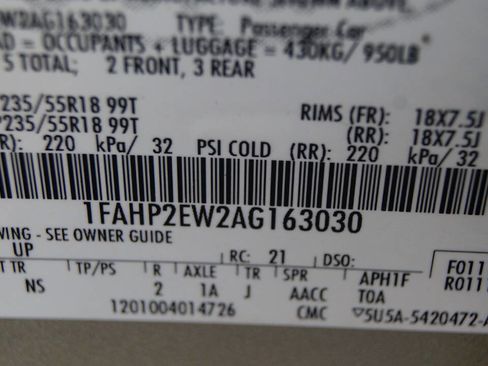 W2AG163030 TYPE: Passenger Car
AD = OCCUPANTS + LUGGAGE = 430KG/ 950LB
5 TOTAL; 2 FRONT, 3 REAR
P235/55R18 99T RIMS (FR): 18X7.5J
P235/55R18 99T (RR): 18X7.5J
R): 220 kPa/ 32 PSI COLD (RR): 220 kPa/ 32
1FAHP2EW2AG163030
WING - SEE OWNER GUIDE
UP RC: 21 DSO: F011
T TR TP/PS R AXLE TR SPR APH1F R011
NS 2 1A J AACC TOA
1201004014726 CMC 5U5A-5420472-A